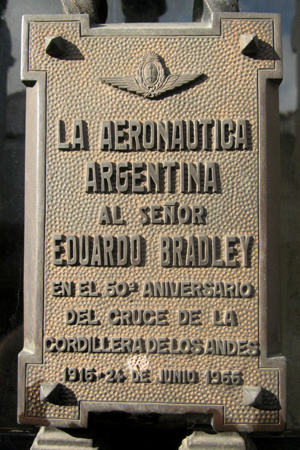 LA AERONAUTICA
ARGENTINA
AL SEÑOR
EDUARDO BRADLEY
EN EL 50º ANIVERSARIO
DEL CRUCE DE LA
CORDILLERA DE LOS ANDES
1916-24 DE JUNIO 1966